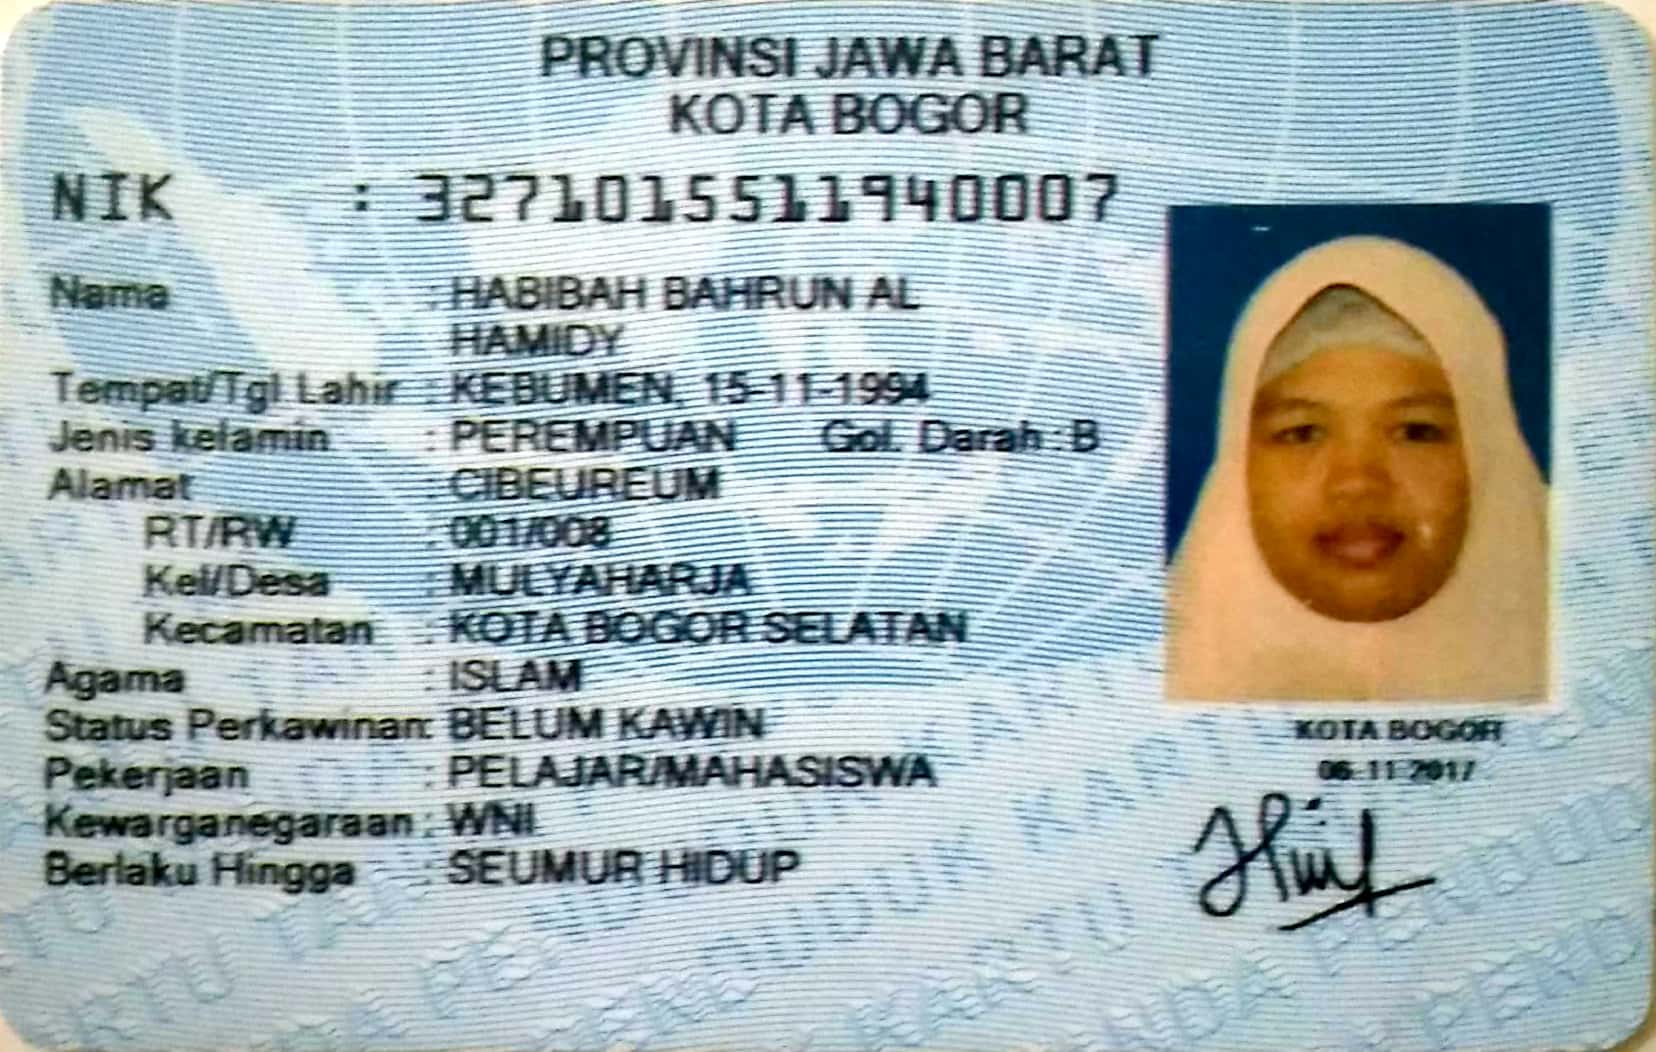 PROVINSI JAWA BARAT
KOTA BOGOR
NIK : 3271015511940007
Nama : HABIBAH BAHRUN AL
HAMIDY
Tempat/Tgl Lahir : KEBUMEN, 15-11-1994
Jenis kelamin : PEREMPUAN Gol. Darah : B
Alamat : CIBEUREUM
RT/RW : 001/008
Kel/Desa : MULYAHARJA
Kecamatan : KOTA BOGOR SELATAN
Agama : ISLAM
Status Perkawinan: BELUM KAWIN
Pekerjaan : PELAJAR/MAHASISWA
Kewarganegaraan : WNI
Berlaku Hingga : SEUMUR HIDUP
KOTA BOGOR
06-11-2017